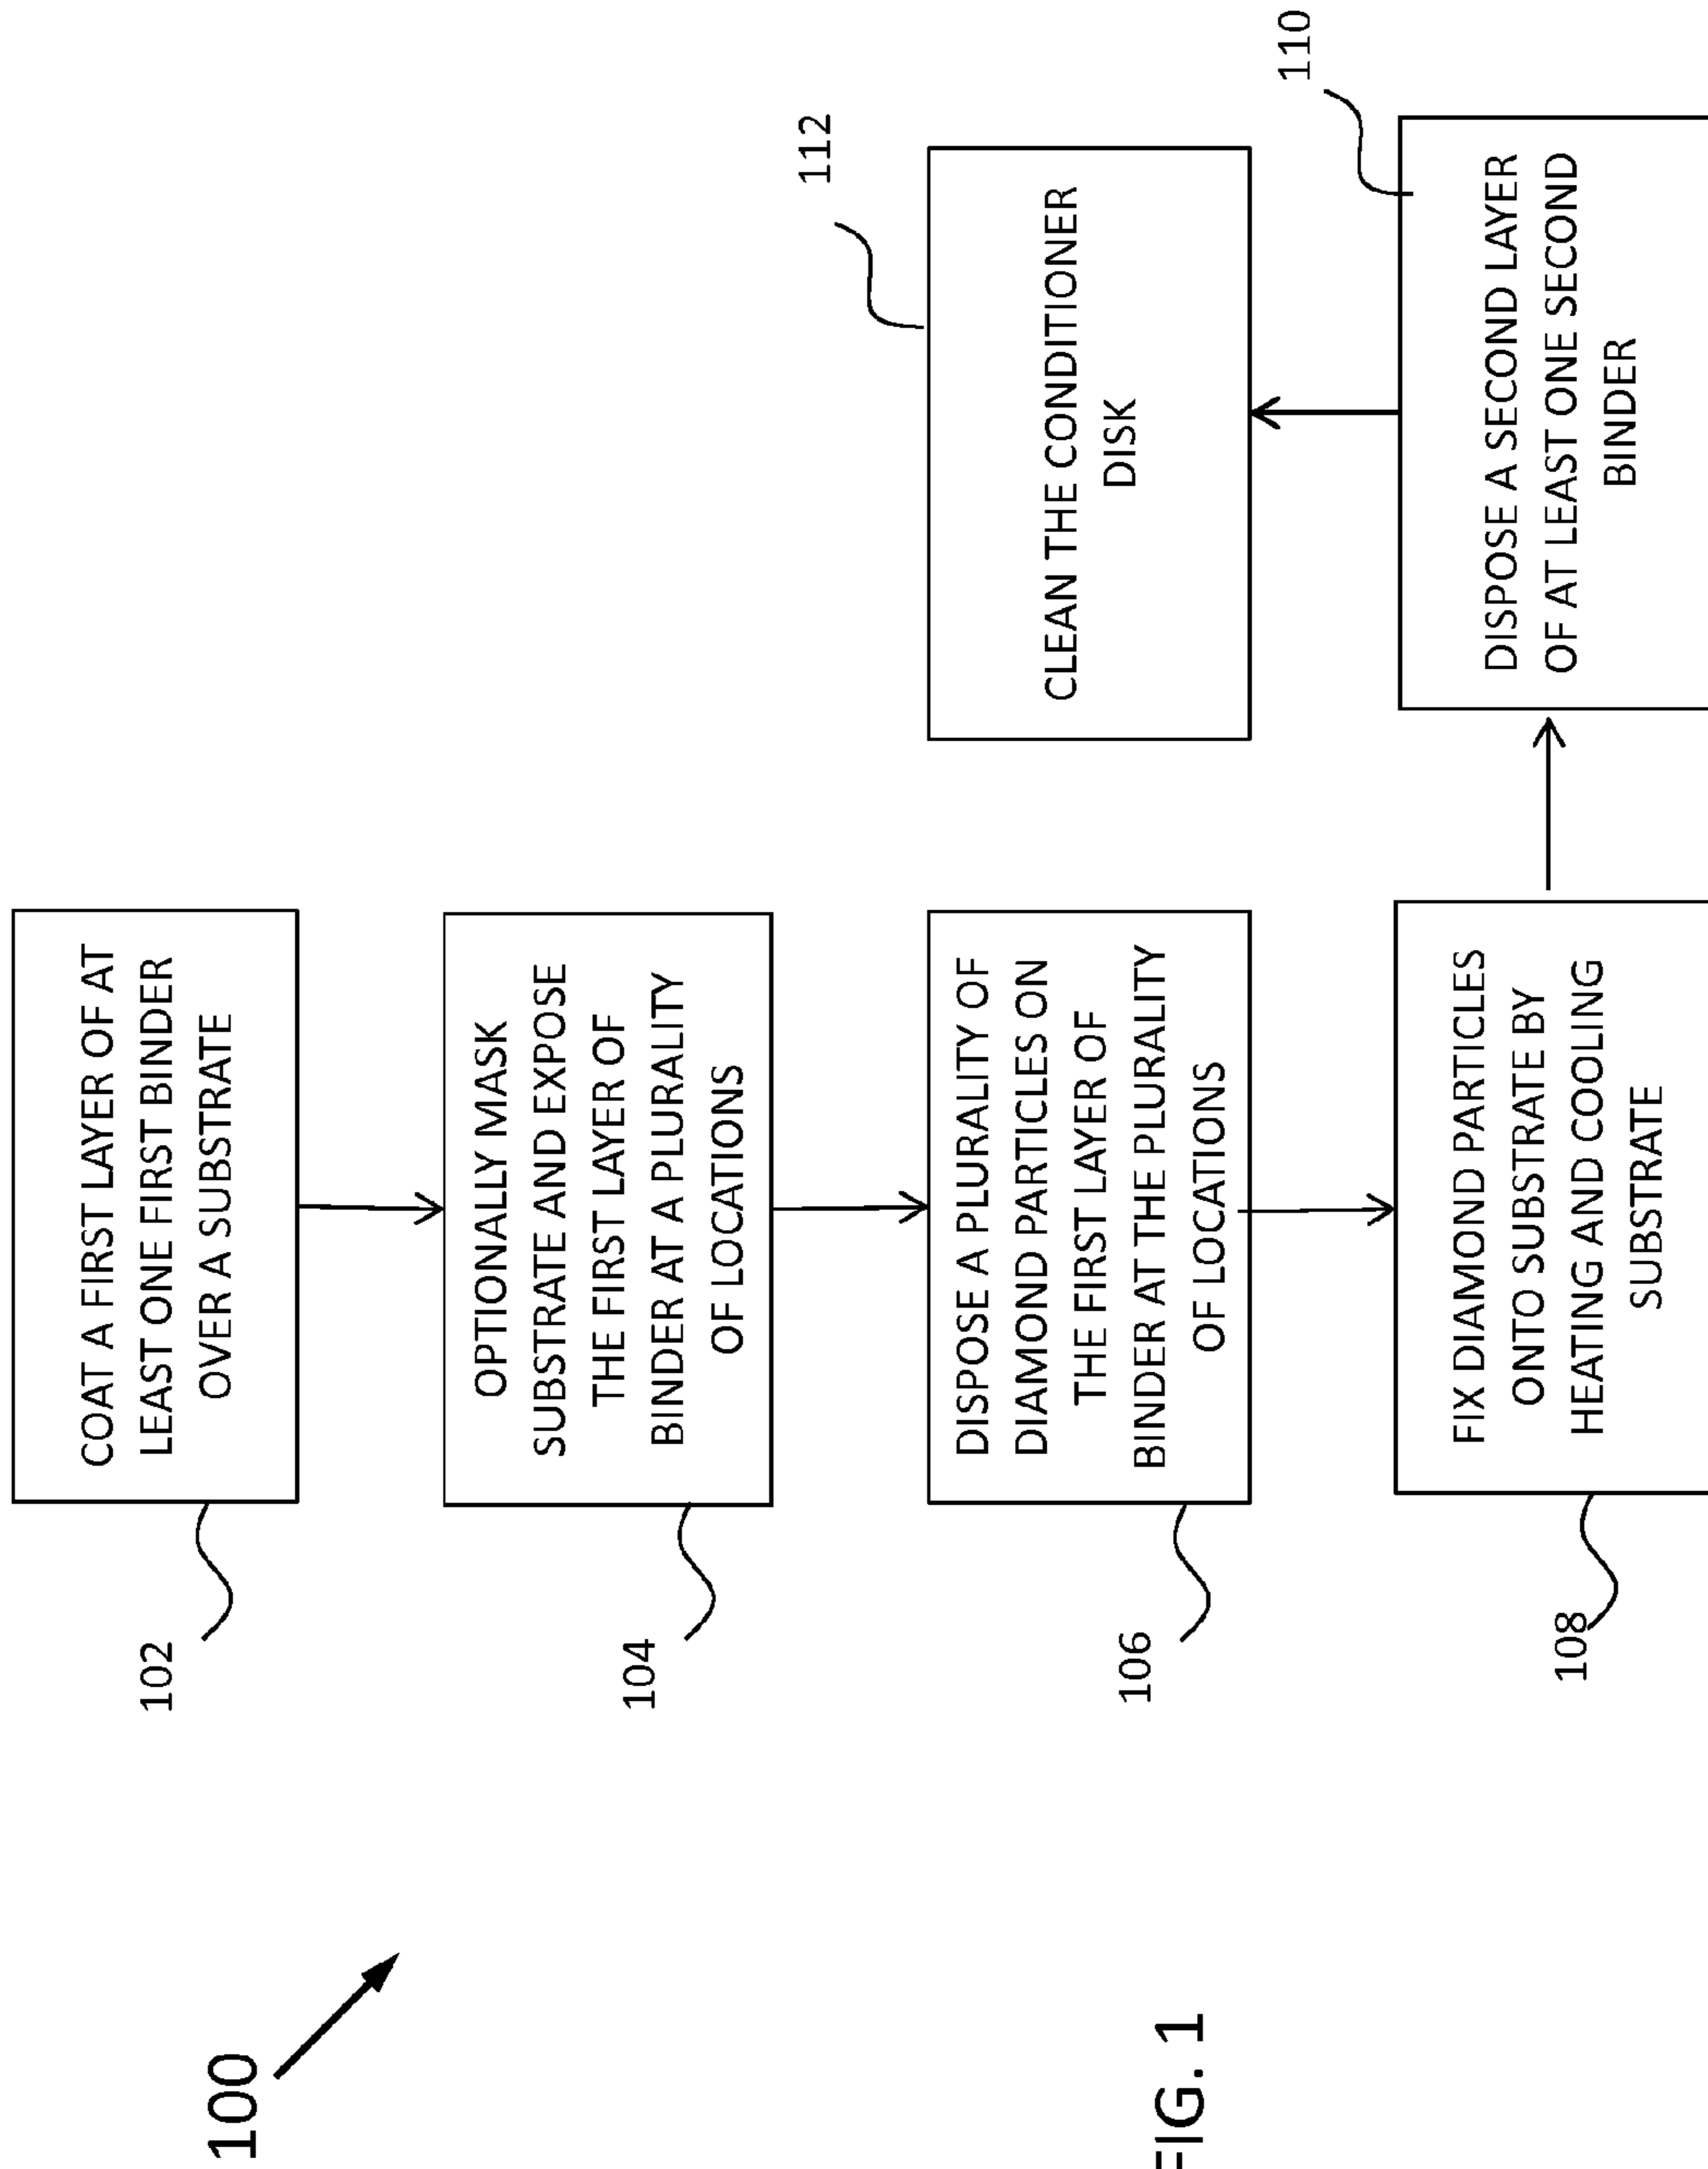 100
102
COAT A FIRST LAYER OF AT
LEAST ONE FIRST BINDER
OVER A SUBSTRATE
104
OPTIONALLY MASK
SUBSTRATE AND EXPOSE
THE FIRST LAYER OF
BINDER AT A PLURALITY
OF LOCATIONS
106
DISPOSE A PLURALITY OF
DIAMOND PARTICLES ON
THE FIRST LAYER OF
BINDER AT THE PLURALITY
OF LOCATIONS
108
FIX DIAMOND PARTICLES
ONTO SUBSTRATE BY
HEATING AND COOLING
SUBSTRATE
110
DISPOSE A SECOND LAYER
OF AT LEAST ONE SECOND
BINDER
112
CLEAN THE CONDITIONER
DISK
FIG. 1